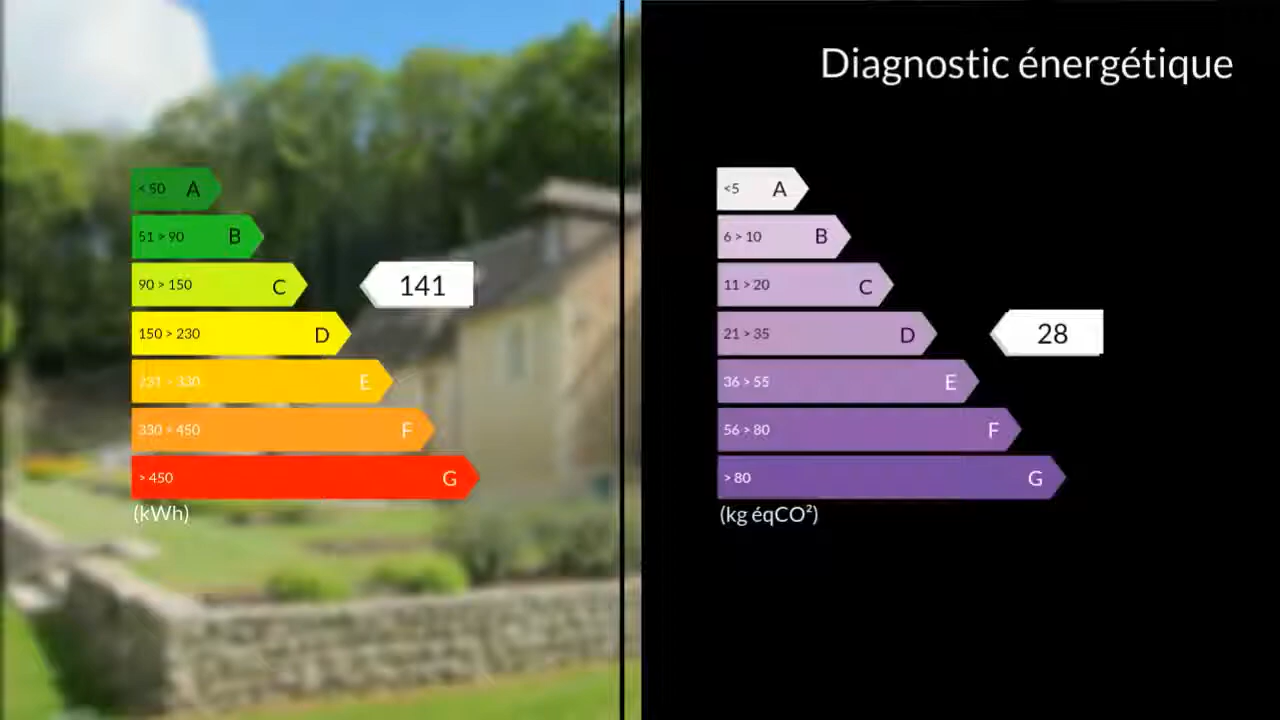 Diagnostic énergétique
< 50 A
51 > 90 B
90 > 150 C
141
150 > 230 D
231 > 330 E
330 > 450 F
> 450 G
(kWh)
<5 A
6 > 10 B
11 > 20 C
21 > 35 D
28
36 > 55 E
56 > 80 F
> 80 G
(kg éqCO²)